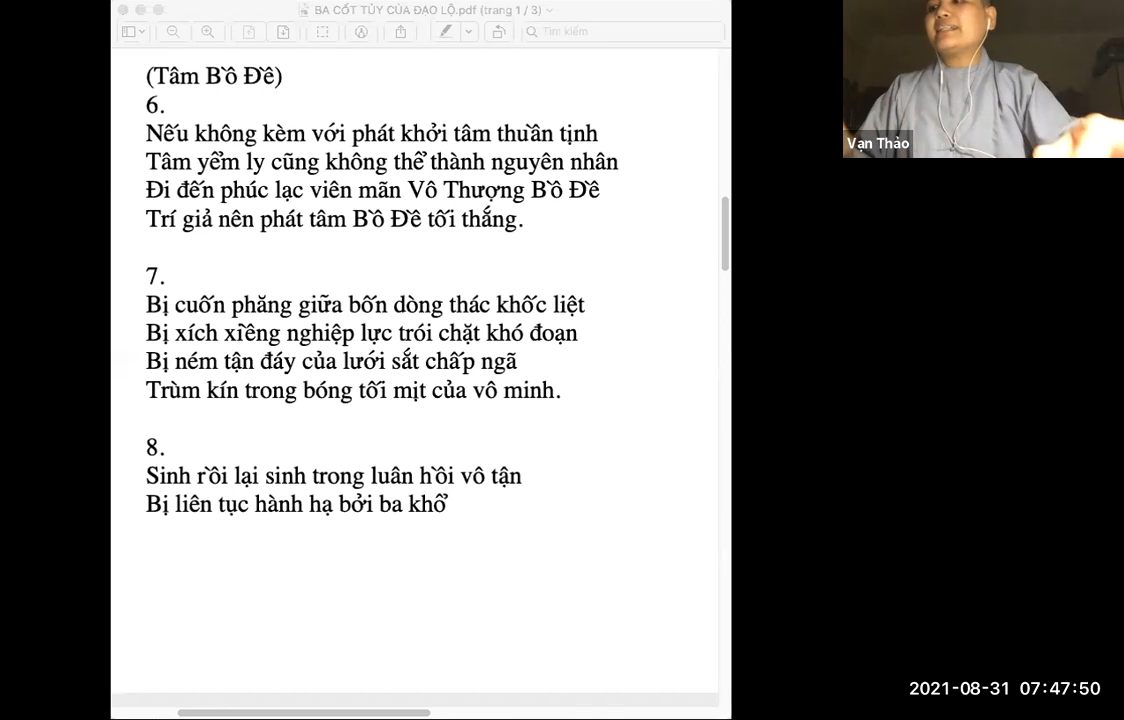 BA CỐT TỦY CỦA ĐẠO LỘ.pdf (trang 1 / 3)
Tìm kiếm
(Tâm Bồ Đề)
6.
Nếu không kèm với phát khởi tâm thuần tịnh
Tâm yểm ly cũng không thể thành nguyên nhân
Đi đến phúc lạc viên mãn Vô Thượng Bồ Đề
Trí giả nên phát tâm Bồ Đề tối thắng.
7.
Bị cuốn phăng giữa bốn dòng thác khốc liệt
Bị xích xiềng nghiệp lực trói chặt khó đoạn
Bị ném tận đáy của lưới sắt chấp ngã
Trùm kín trong bóng tối mịt của vô minh.
8.
Sinh rồi lại sinh trong luân hồi vô tận
Bị liên tục hành hạ bởi ba khổ
Vạn Thảo
2021-08-31 07:47:50